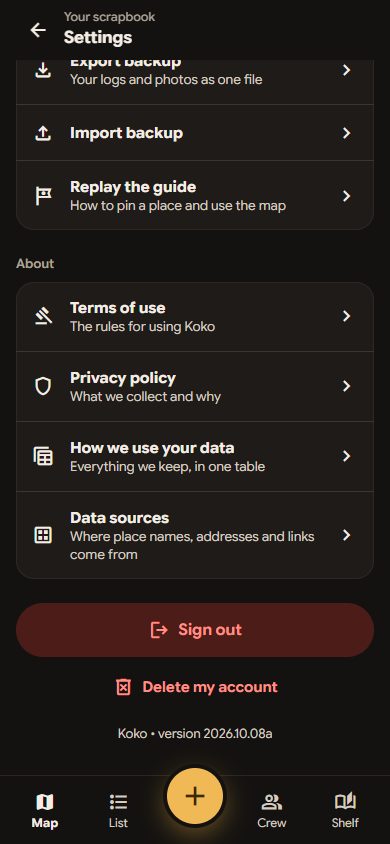 Your scrapbook
Settings
Export backup
Your logs and photos as one file
Import backup
Replay the guide
How to pin a place and use the map
About
Terms of use
The rules for using Koko
Privacy policy
What we collect and why
How we use your data
Everything we keep, in one table
Data sources
Where place names, addresses and links
come from
Sign out
Delete my account
Koko • version 2026.10.08a
Map
List
Crew
Shelf